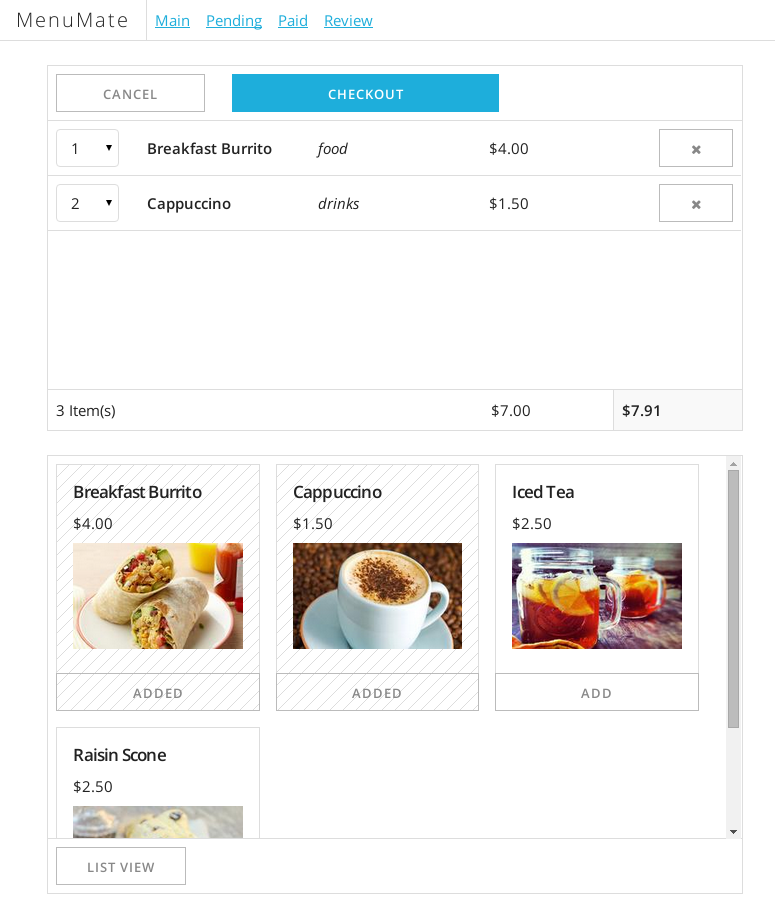 MenuMate Main Pending Paid Review
CANCEL CHECKOUT
1 Breakfast Burrito food $4.00
2 Cappuccino drinks $1.50
3 Item(s) $7.00 $7.91
Breakfast Burrito Cappuccino Iced Tea
$4.00 $1.50 $2.50
ADDED ADDED ADD
Raisin Scone
$2.50
LIST VIEW